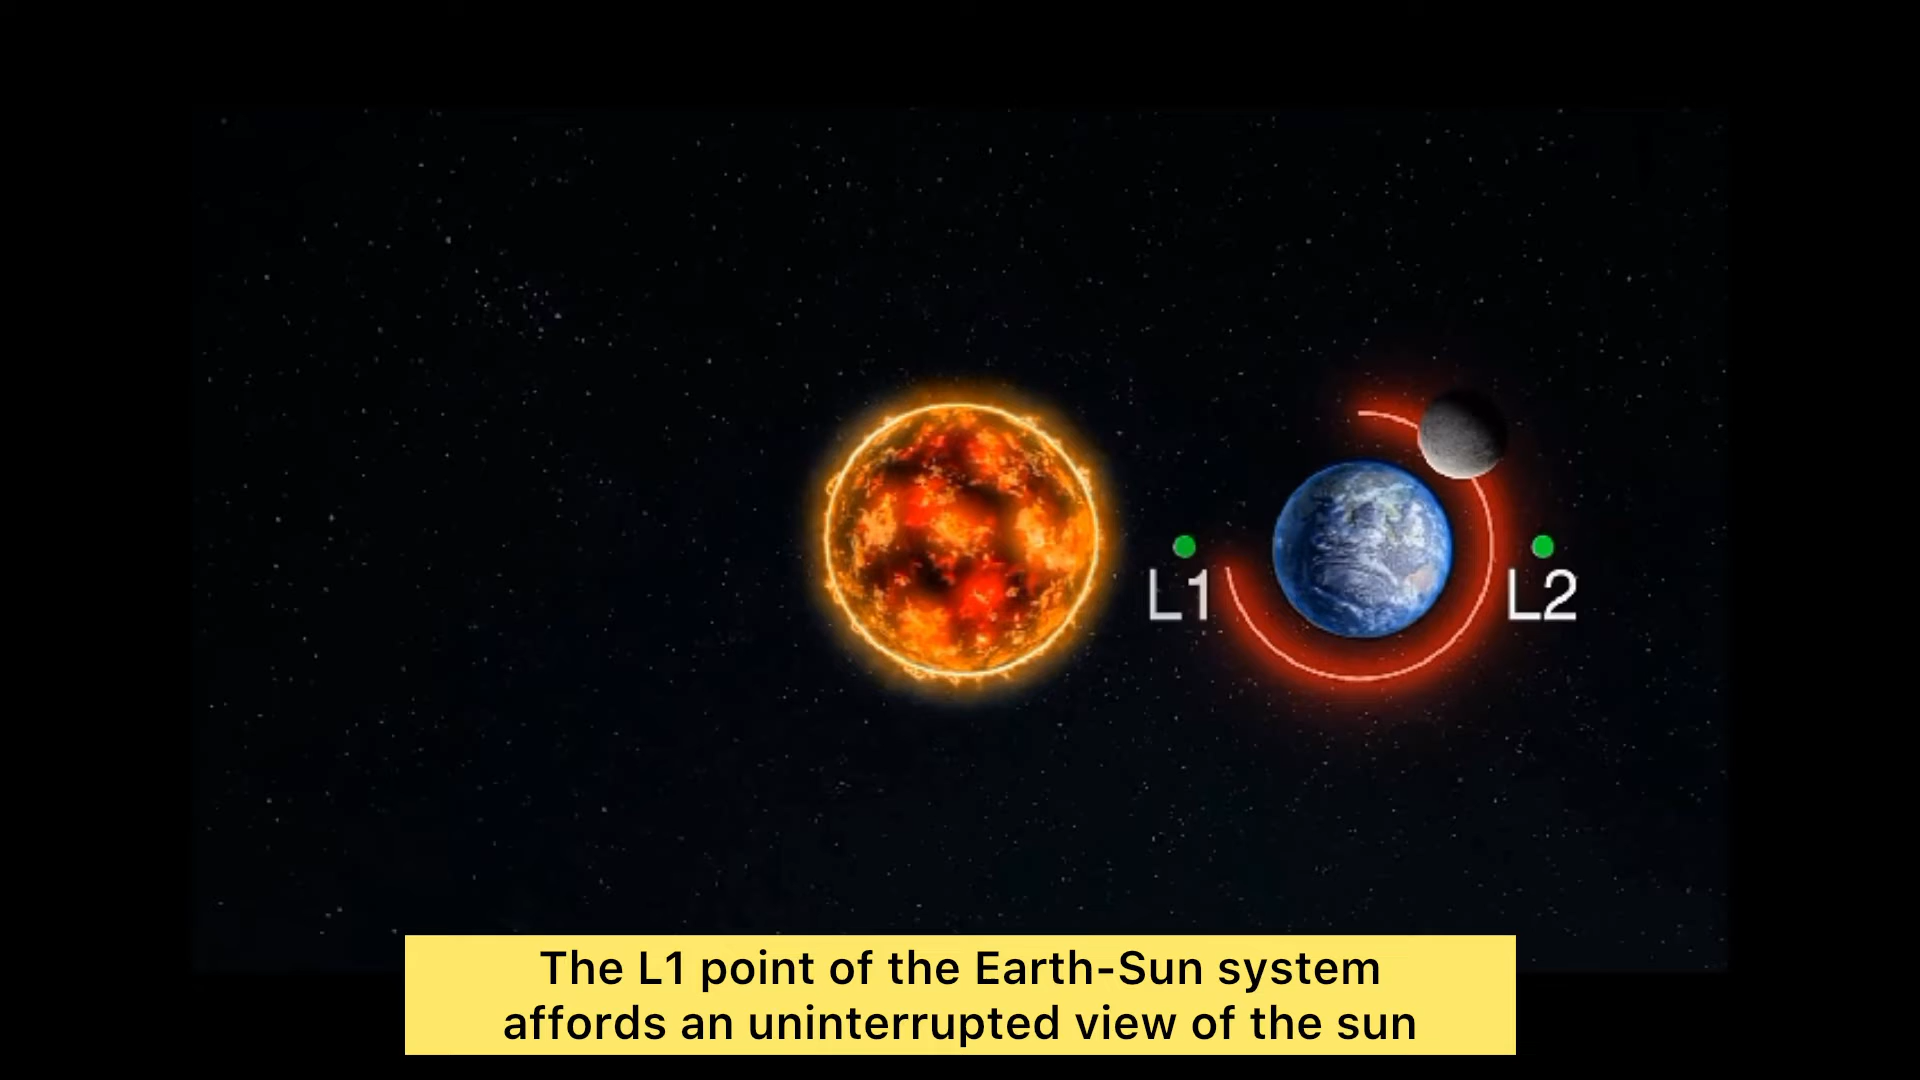 L1
L2
The L1 point of the Earth-Sun system
affords an uninterrupted view of the sun